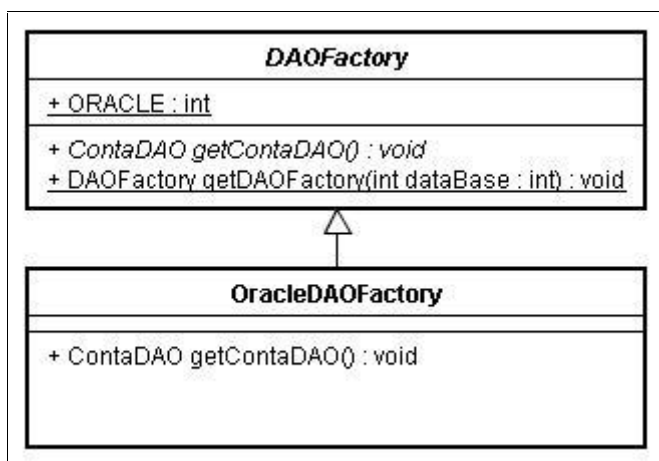 DAOFactory
+ ORACLE : int
+ ContaDAO getContaDAO() : void
+ DAOFactory getDAOFactory(int dataBase : int) : void
OracleDAOFactory
+ ContaDAO getContaDAO() : void